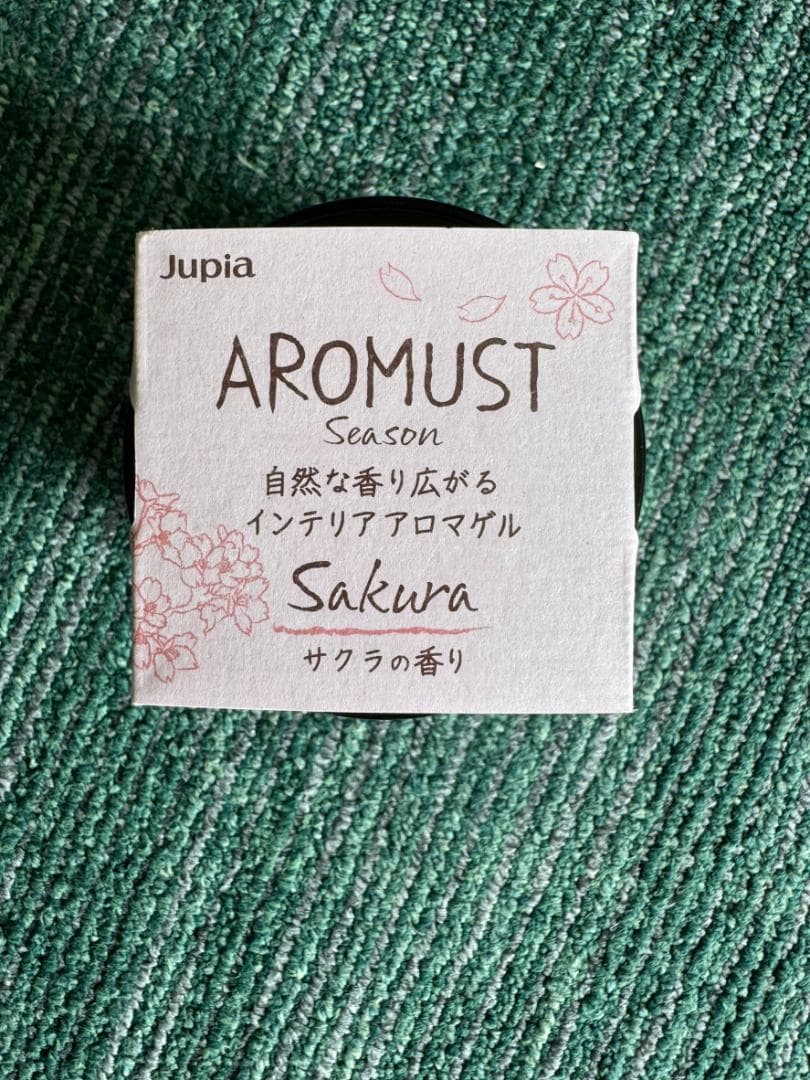 Jupia
AROMUST
Season
自然な香り広がる
インテリア アロマゲル
Sakura
サクラの香り